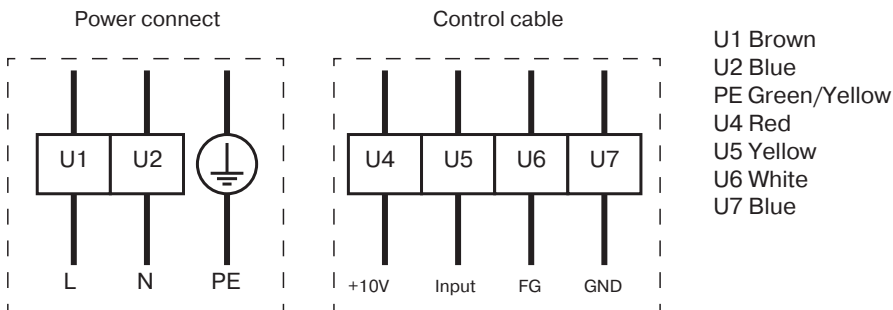 Power connect
Control cable
U1 U2
U4 U5 U6 U7
L N PE
+10V Input FG GND
U1 Brown
U2 Blue
PE Green/Yellow
U4 Red
U5 Yellow
U6 White
U7 Blue